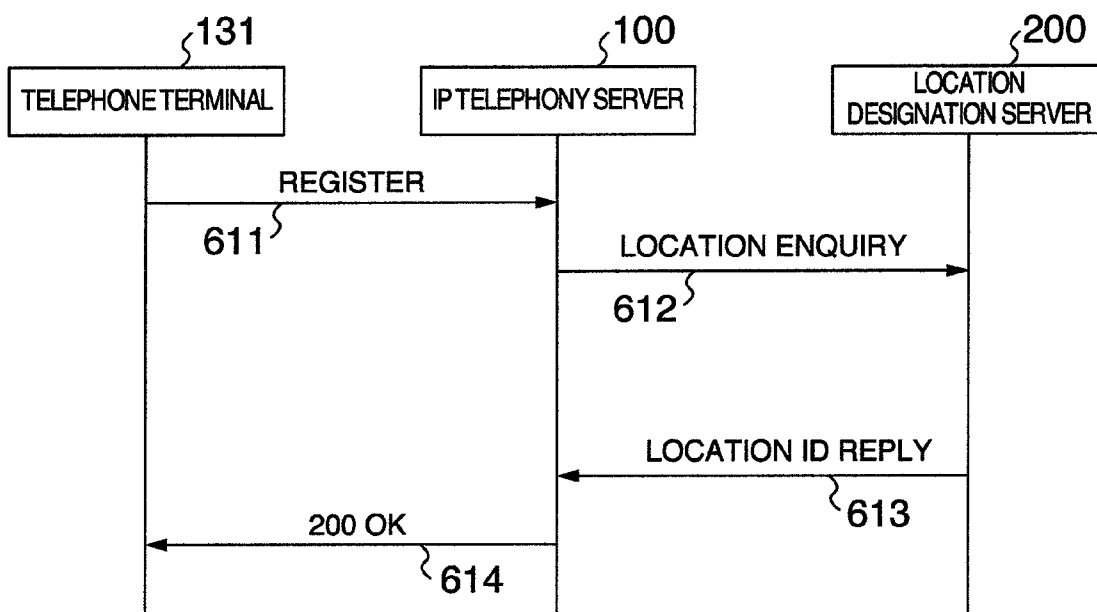 131
100
200
TELEPHONE TERMINAL
IP TELEPHONY SERVER
LOCATION
DESIGNATION SERVER
REGISTER
611
LOCATION ENQUIRY
612
LOCATION ID REPLY
613
200 OK
614